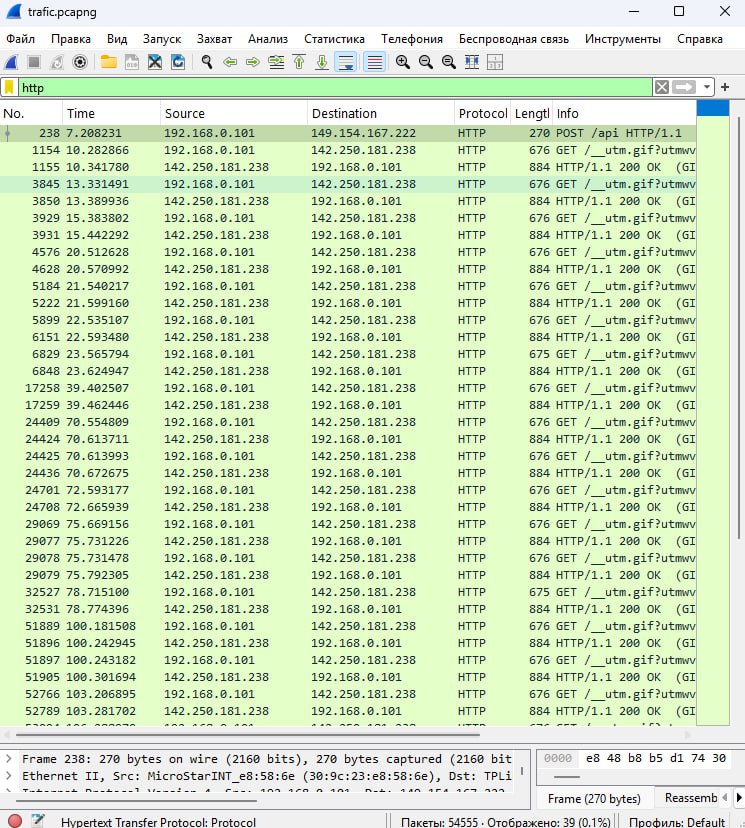 trafic.pcapng
Файл Правка Вид Запуск Захват Анализ Статистика Телефония Беспроводная связь Инструменты Справка
http
No. Time Source Destination Protocol Lengtl Info
238 7.208231 192.168.0.101 149.154.167.222 HTTP 270 POST /api HTTP/1.1
1154 10.282866 192.168.0.101 142.250.181.238 HTTP 676 GET /__utm.gif?utmwv
1155 10.341780 142.250.181.238 192.168.0.101 HTTP 884 HTTP/1.1 200 OK (GI
3845 13.331491 192.168.0.101 142.250.181.238 HTTP 676 GET /__utm.gif?utmwv
3850 13.389936 142.250.181.238 192.168.0.101 HTTP 884 HTTP/1.1 200 OK (GI
3929 15.383802 192.168.0.101 142.250.181.238 HTTP 676 GET /__utm.gif?utmwv
3931 15.442292 142.250.181.238 192.168.0.101 HTTP 884 HTTP/1.1 200 OK (GI
4576 20.512628 192.168.0.101 142.250.181.238 HTTP 676 GET /__utm.gif?utmwv
4628 20.570992 142.250.181.238 192.168.0.101 HTTP 884 HTTP/1.1 200 OK (GI
5184 21.540217 192.168.0.101 142.250.181.238 HTTP 676 GET /__utm.gif?utmwv
5222 21.599160 142.250.181.238 192.168.0.101 HTTP 884 HTTP/1.1 200 OK (GI
5899 22.535107 192.168.0.101 142.250.181.238 HTTP 676 GET /__utm.gif?utmwv
6151 22.593480 142.250.181.238 192.168.0.101 HTTP 884 HTTP/1.1 200 OK (GI
6829 23.565794 192.168.0.101 142.250.181.238 HTTP 675 GET /__utm.gif?utmwv
6848 23.624947 142.250.181.238 192.168.0.101 HTTP 884 HTTP/1.1 200 OK (GI
17258 39.402507 192.168.0.101 142.250.181.238 HTTP 676 GET /__utm.gif?utmwv
17259 39.462446 142.250.181.238 192.168.0.101 HTTP 884 HTTP/1.1 200 OK (GI
24409 70.554809 192.168.0.101 142.250.181.238 HTTP 676 GET /__utm.gif?utmwv
24424 70.613711 142.250.181.238 192.168.0.101 HTTP 884 HTTP/1.1 200 OK (GI
24425 70.613993 192.168.0.101 142.250.181.238 HTTP 676 GET /__utm.gif?utmwv
24436 70.672675 142.250.181.238 192.168.0.101 HTTP 884 HTTP/1.1 200 OK (GI
24701 72.593177 192.168.0.101 142.250.181.238 HTTP 676 GET /__utm.gif?utmwv
24708 72.665939 142.250.181.238 192.168.0.101 HTTP 884 HTTP/1.1 200 OK (GI
29069 75.669156 192.168.0.101 142.250.181.238 HTTP 676 GET /__utm.gif?utmwv
29077 75.731226 142.250.181.238 192.168.0.101 HTTP 884 HTTP/1.1 200 OK (GI
29078 75.731478 192.168.0.101 142.250.181.238 HTTP 676 GET /__utm.gif?utmwv
29079 75.792305 142.250.181.238 192.168.0.101 HTTP 884 HTTP/1.1 200 OK (GI
32527 78.715100 192.168.0.101 142.250.181.238 HTTP 675 GET /__utm.gif?utmwv
32531 78.774396 142.250.181.238 192.168.0.101 HTTP 884 HTTP/1.1 200 OK (GI
51889 100.181508 192.168.0.101 142.250.181.238 HTTP 676 GET /__utm.gif?utmwv
51896 100.242945 142.250.181.238 192.168.0.101 HTTP 884 HTTP/1.1 200 OK (GI
51897 100.243182 192.168.0.101 142.250.181.238 HTTP 676 GET /__utm.gif?utmwv
51905 100.301694 142.250.181.238 192.168.0.101 HTTP 884 HTTP/1.1 200 OK (GI
52766 103.206895 192.168.0.101 142.250.181.238 HTTP 676 GET /__utm.gif?utmwv
52789 103.281702 142.250.181.238 192.168.0.101 HTTP 884 HTTP/1.1 200 OK (GI
Frame 238: 270 bytes on wire (2160 bits), 270 bytes captured (2160 bit
Ethernet II, Src: MicroStarINT_e8:58:6e (30:9c:23:e8:58:6e), Dst: TPLi
0000 e8 48 b8 b5 d1 74 30
Frame (270 bytes) Reassemb
Hypertext Transfer Protocol: Protocol Пакеты: 54555 · Отображено: 39 (0.1%) Профиль: Default